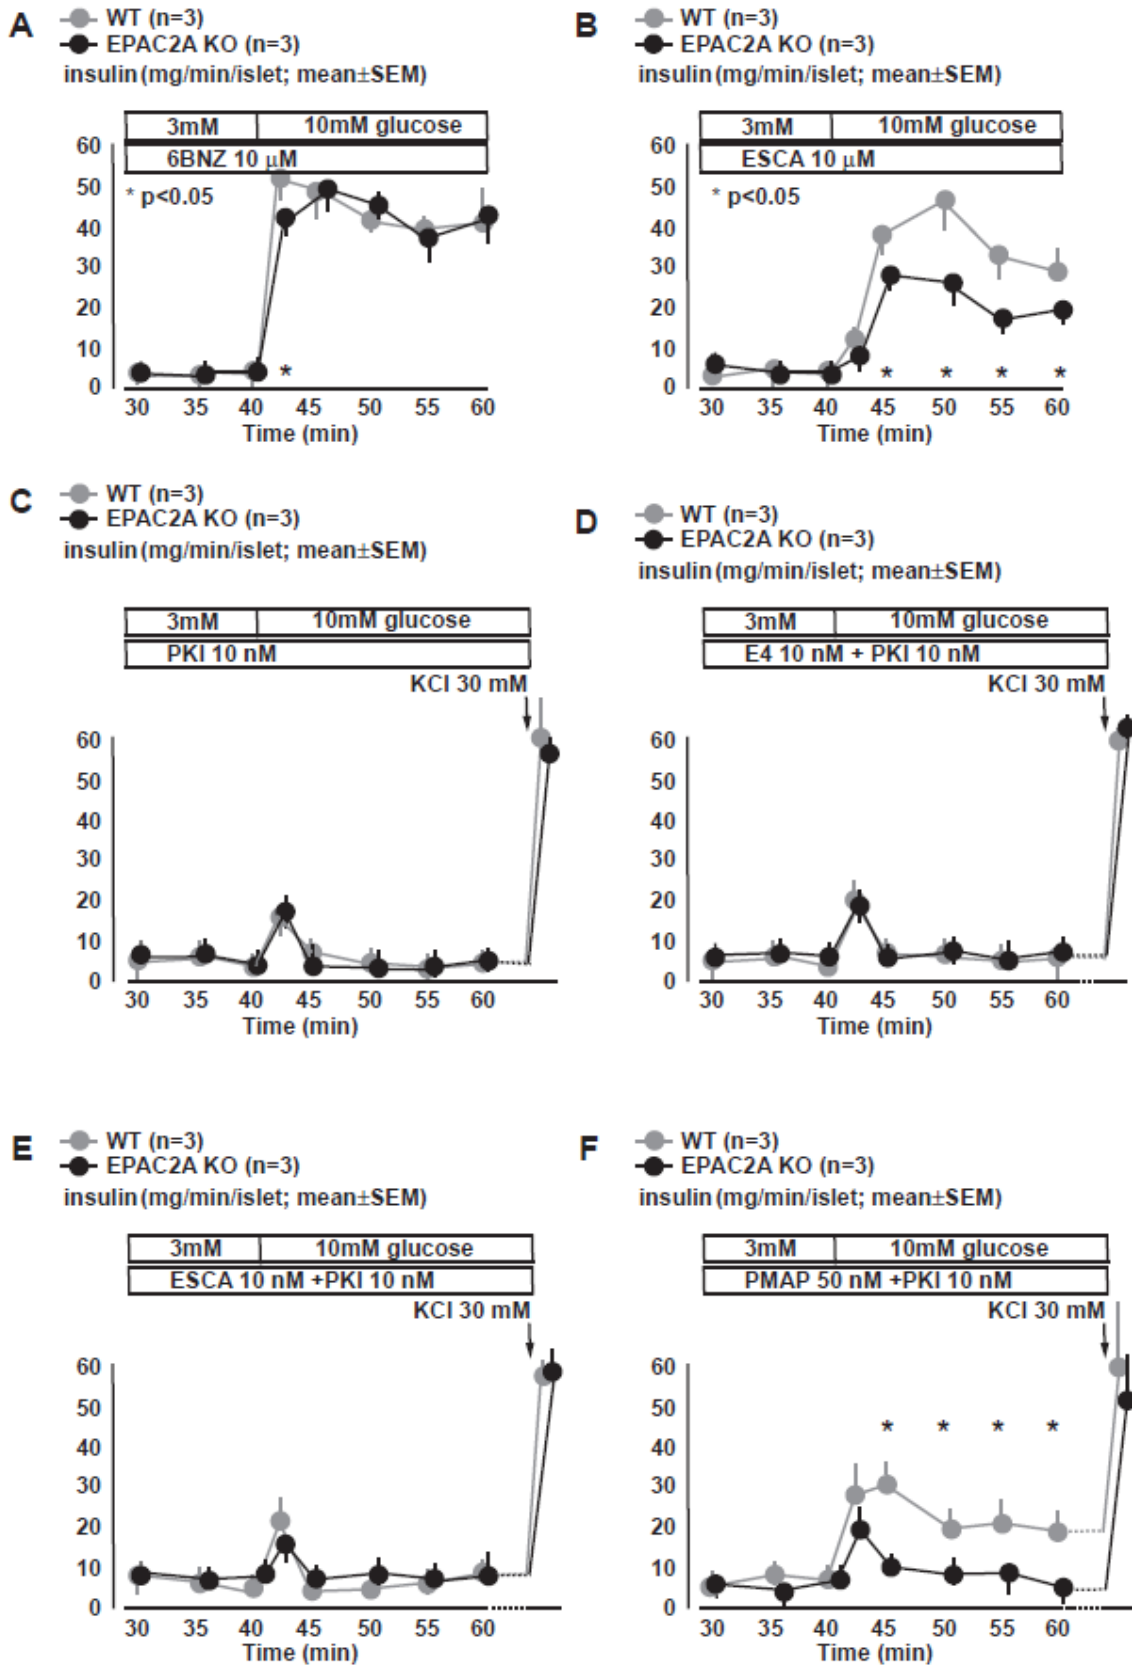 A
WT (n=3)
EPAC2A KO (n=3)
insulin (mg/min/islet; mean±SEM)
3mM
10mM glucose
6BNZ 10 µM
* p<0.05
60
50
40
30
20
10
0
*
30 35 40 45 50 55 60
Time (min)
B
WT (n=3)
EPAC2A KO (n=3)
insulin (mg/min/islet; mean±SEM)
3mM
10mM glucose
ESCA 10 µM
* p<0.05
60
50
40
30
20
10
0
* * * *
30 35 40 45 50 55 60
Time (min)
C
WT (n=3)
EPAC2A KO (n=3)
insulin (mg/min/islet; mean±SEM)
3mM
10mM glucose
PKI 10 nM
KCl 30 mM
60
50
40
30
20
10
0
30 35 40 45 50 55 60
Time (min)
D
WT (n=3)
EPAC2A KO (n=3)
insulin (mg/min/islet; mean±SEM)
3mM
10mM glucose
E4 10 nM + PKI 10 nM
KCl 30 mM
60
50
40
30
20
10
0
30 35 40 45 50 55 60
Time (min)
E
WT (n=3)
EPAC2A KO (n=3)
insulin (mg/min/islet; mean±SEM)
3mM
10mM glucose
ESCA 10 nM +PKI 10 nM
KCl 30 mM
60
50
40
30
20
10
0
30 35 40 45 50 55 60
Time (min)
F
WT (n=3)
EPAC2A KO (n=3)
insulin (mg/min/islet; mean±SEM)
3mM
10mM glucose
PMAP 50 nM +PKI 10 nM
KCl 30 mM
60
50
40
30
20
10
0
* * * *
30 35 40 45 50 55 60
Time (min)